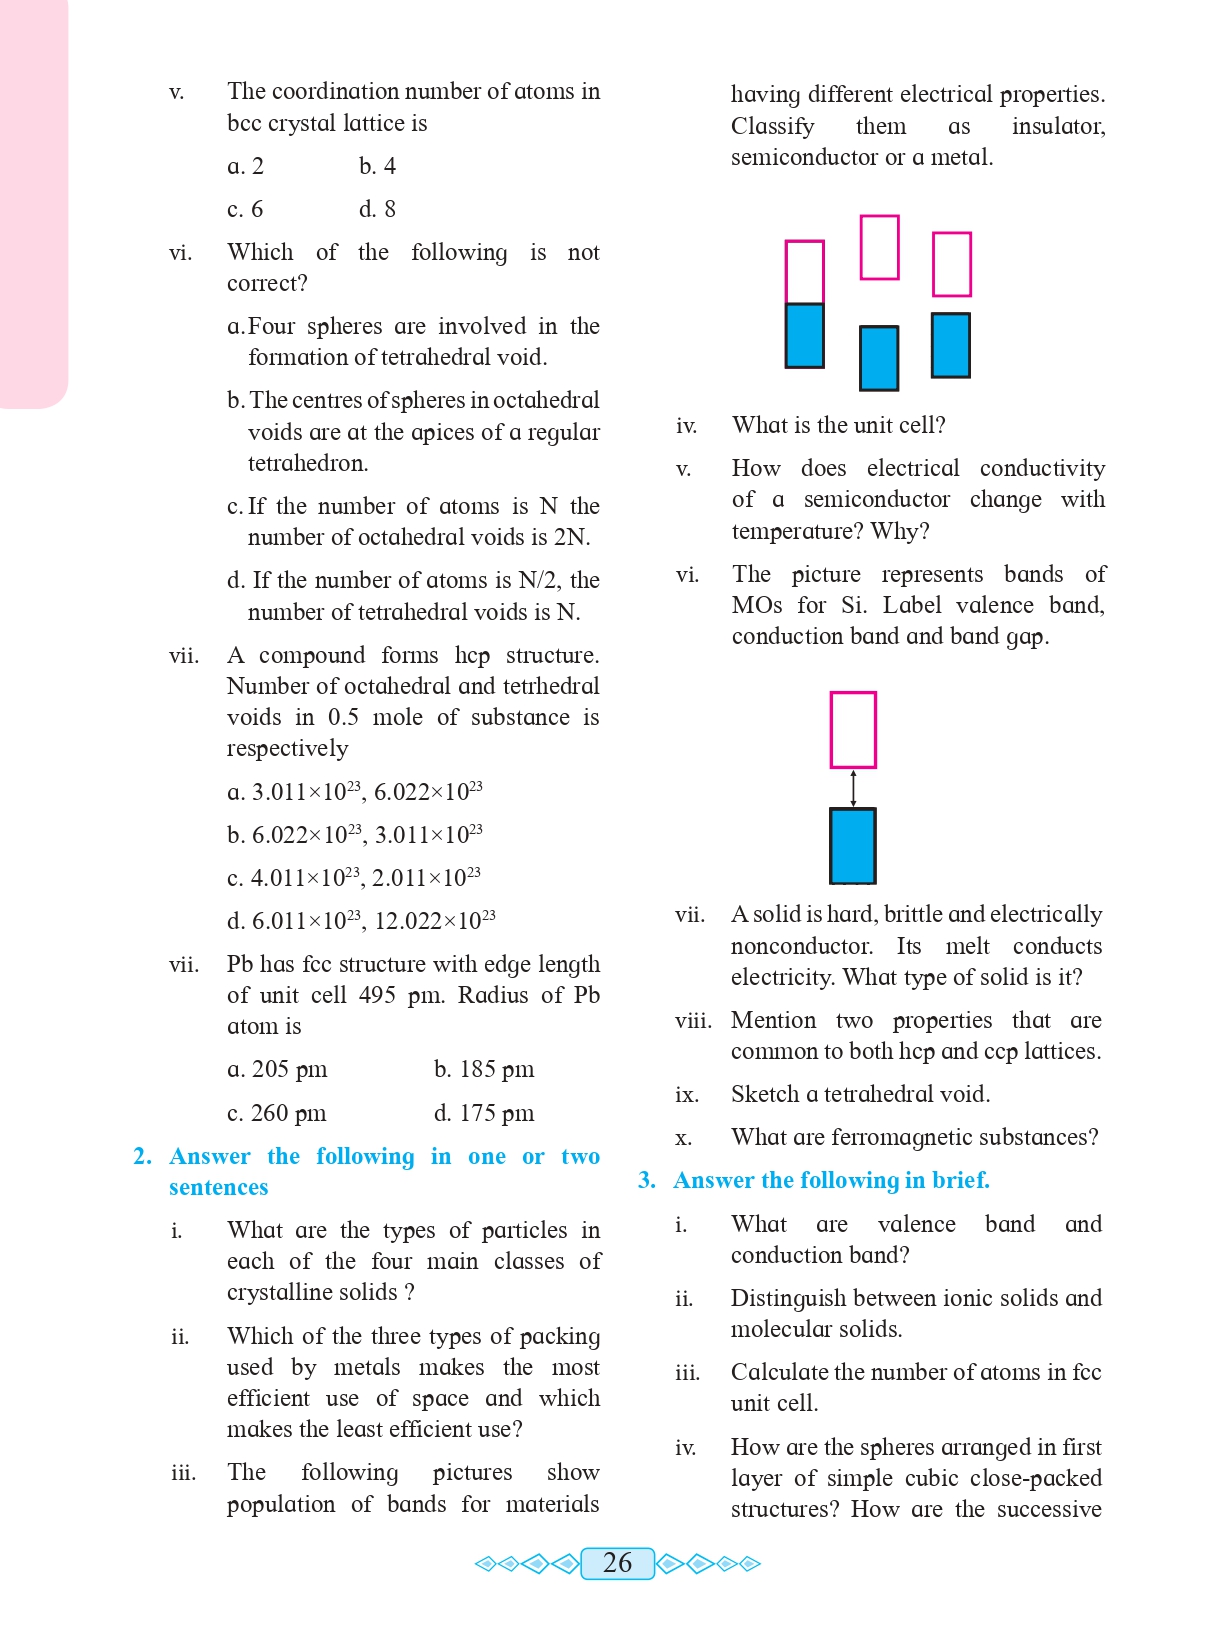 v. The coordination number of atoms in
bcc crystal lattice is
a. 2 b. 4
c. 6 d. 8
vi. Which of the following is not
correct?
a. Four spheres are involved in the
formation of tetrahedral void.
b. The centres of spheres in octahedral
voids are at the apices of a regular
tetrahedron.
c. If the number of atoms is N the
number of octahedral voids is 2N.
d. If the number of atoms is N/2, the
number of tetrahedral voids is N.
vii. A compound forms hcp structure.
Number of octahedral and tetrhedral
voids in 0.5 mole of substance is
respectively
a. 3.011×10²³, 6.022×10²³
b. 6.022×10²³, 3.011×10²³
c. 4.011×10²³, 2.011×10²³
d. 6.011×10²³, 12.022×10²³
vii. Pb has fcc structure with edge length
of unit cell 495 pm. Radius of Pb
atom is
a. 205 pm b. 185 pm
c. 260 pm d. 175 pm
2. Answer the following in one or two
sentences
i. What are the types of particles in
each of the four main classes of
crystalline solids ?
ii. Which of the three types of packing
used by metals makes the most
efficient use of space and which
makes the least efficient use?
iii. The following pictures show
population of bands for materials
having different electrical properties.
Classify them as insulator,
semiconductor or a metal.
iv. What is the unit cell?
v. How does electrical conductivity
of a semiconductor change with
temperature? Why?
vi. The picture represents bands of
MOs for Si. Label valence band,
conduction band and band gap.
vii. A solid is hard, brittle and electrically
nonconductor. Its melt conducts
electricity. What type of solid is it?
viii. Mention two properties that are
common to both hcp and ccp lattices.
ix. Sketch a tetrahedral void.
x. What are ferromagnetic substances?
3. Answer the following in brief.
i. What are valence band and
conduction band?
ii. Distinguish between ionic solids and
molecular solids.
iii. Calculate the number of atoms in fcc
unit cell.
iv. How are the spheres arranged in first
layer of simple cubic close-packed
structures? How are the successive
26